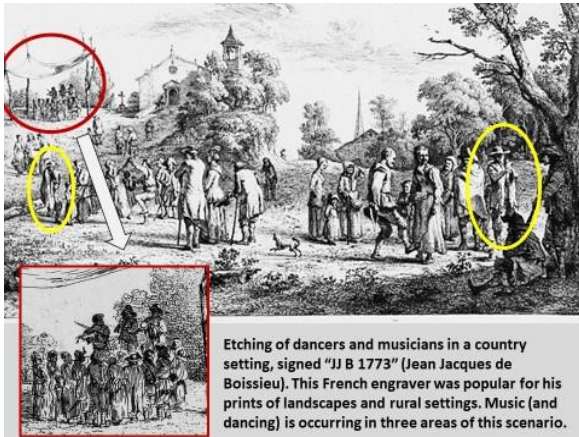 Etching of dancers and musicians in a country
setting, signed “JJ B 1773” (Jean Jacques de
Boissieu). This French engraver was popular for his
prints of landscapes and rural settings. Music (and
dancing) is occurring in three areas of this scenario.